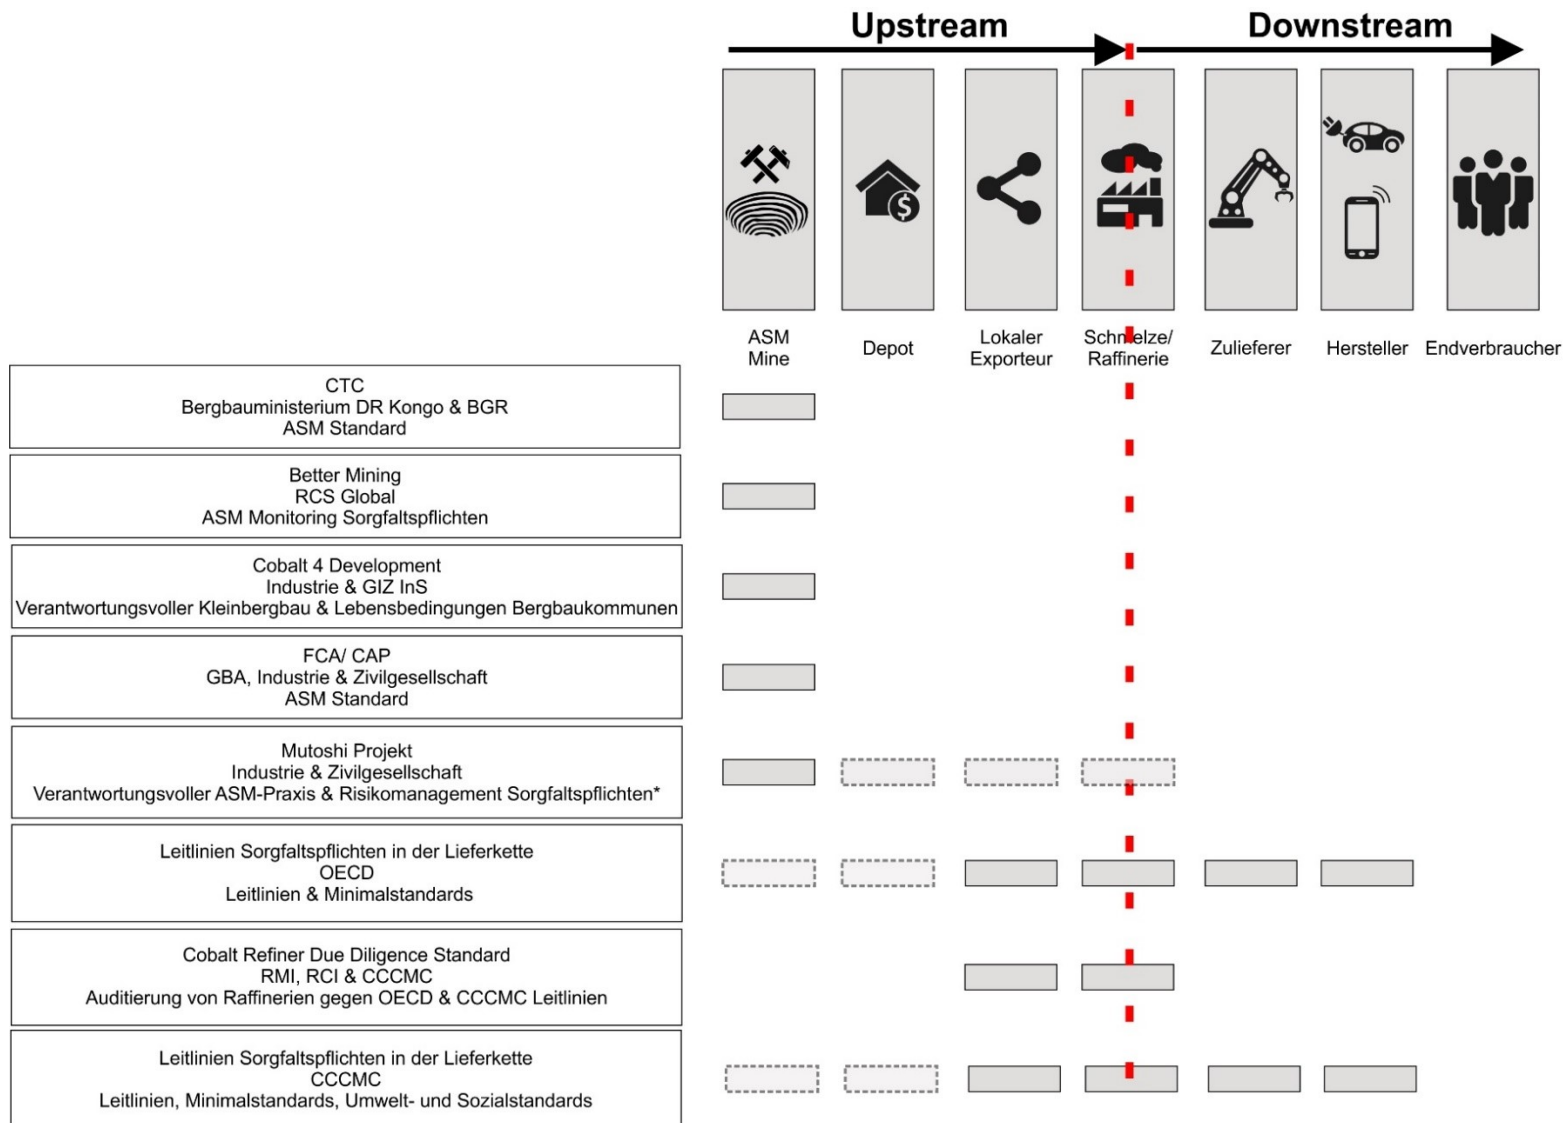 Upstream
Downstream
ASM
Mine
Depot
Lokaler
Exporteur
Schmelze/
Raffinerie
Zulieferer
Hersteller
Endverbraucher
CTC
Bergbauministerium DR Kongo & BGR
ASM Standard
Better Mining
RCS Global
ASM Monitoring Sorgfaltspflichten
Cobalt 4 Development
Industrie & GIZ InS
Verantwortungsvoller Kleinbergbau & Lebensbedingungen Bergbaukommunen
FCA/ CAP
GBA, Industrie & Zivilgesellschaft
ASM Standard
Mutoshi Projekt
Industrie & Zivilgesellschaft
Verantwortungsvoller ASM-Praxis & Risikomanagement Sorgfaltspflichten*
Leitlinien Sorgfaltspflichten in der Lieferkette
OECD
Leitlinien & Minimalstandards
Cobalt Refiner Due Diligence Standard
RMI, RCI & CCCMC
Auditierung von Raffinerien gegen OECD & CCCMC Leitlinien
Leitlinien Sorgfaltspflichten in der Lieferkette
CCCMC
Leitlinien, Minimalstandards, Umwelt- und Sozialstandards